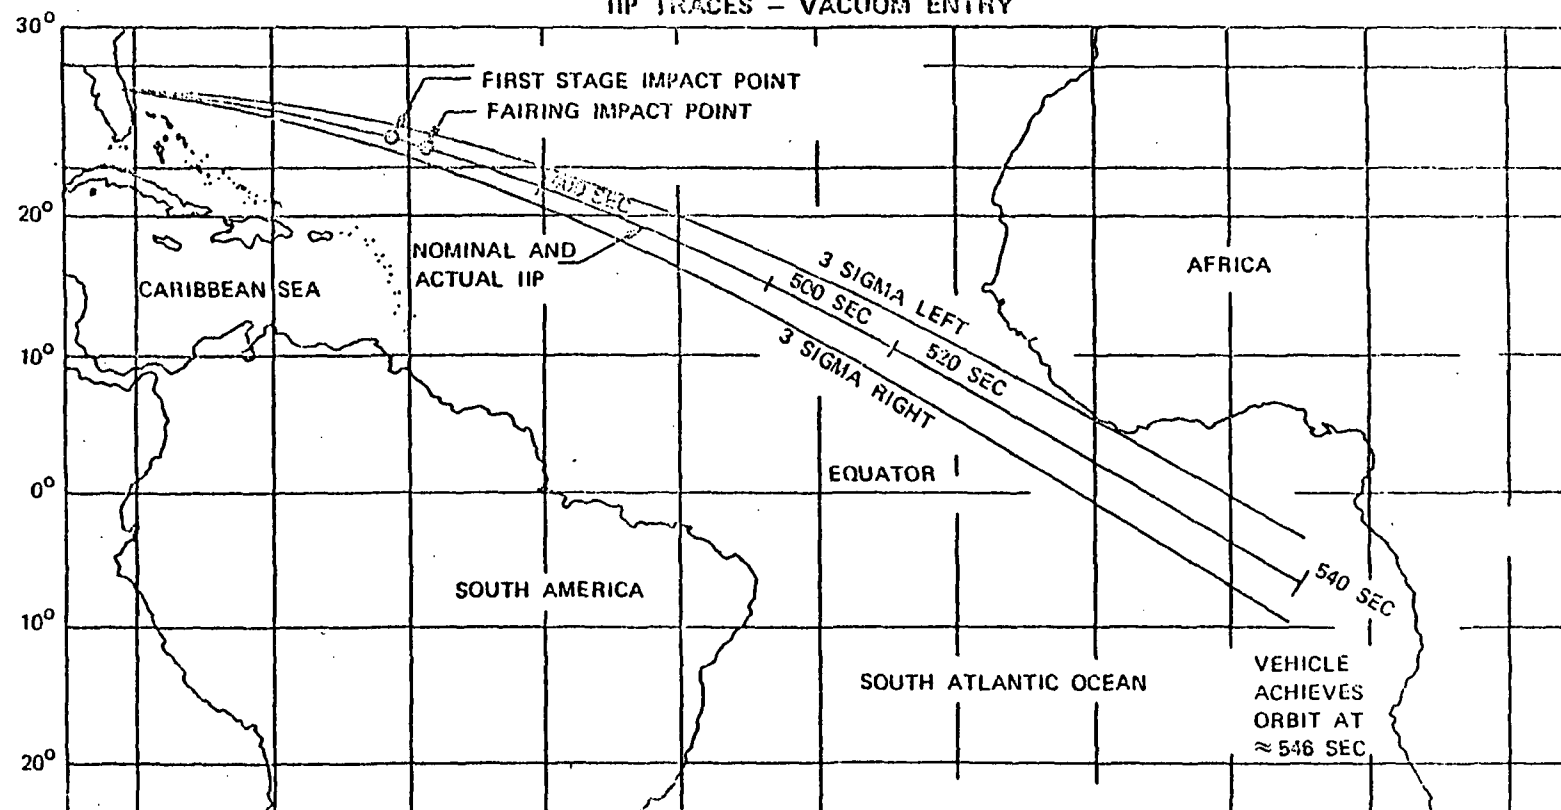 IIP TRACES – VACUUM ENTRY
30°
FIRST STAGE IMPACT POINT
FAIRING IMPACT POINT
SEC
20°
NOMINAL AND
ACTUAL IIP
3 SIGMA LEFT
AFRICA
CARIBBEAN SEA
500 SEC
520 SEC
3 SIGMA RIGHT
10°
EQUATOR
0°
540 SEC
SOUTH AMERICA
10°
VEHICLE
ACHIEVES
ORBIT AT
≈ 546 SEC
SOUTH ATLANTIC OCEAN
20°